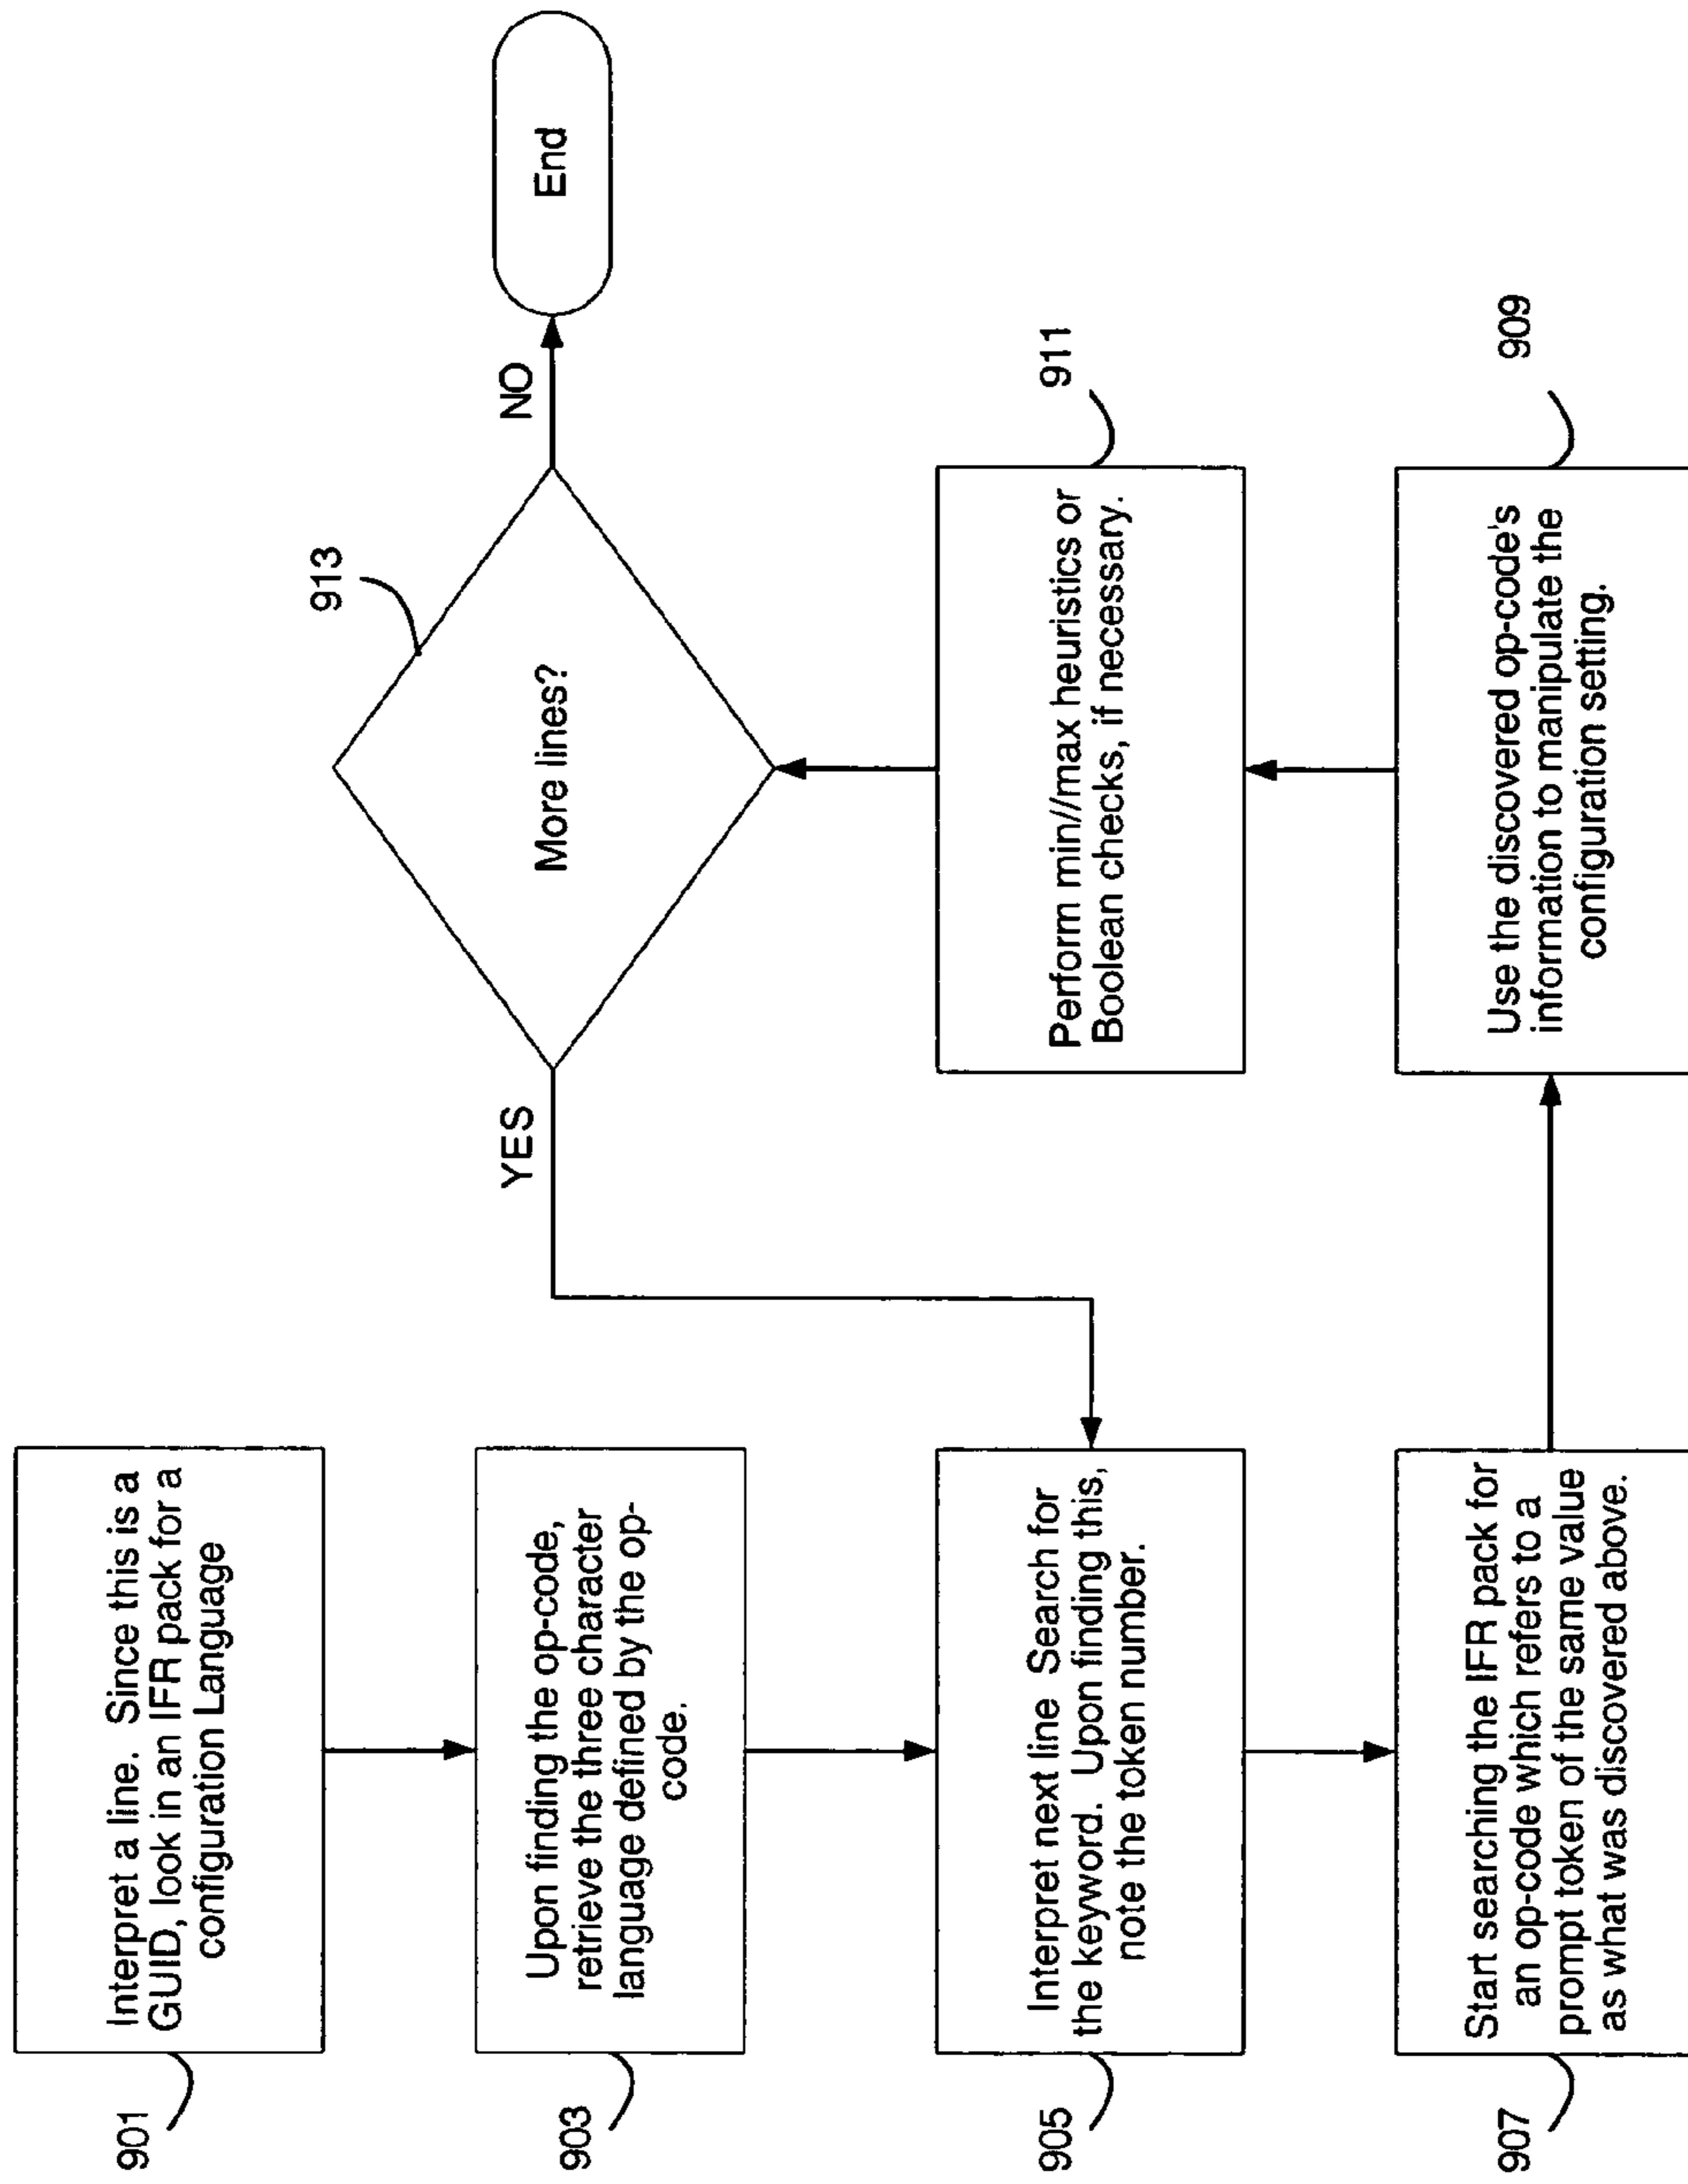 901
Interpret a line. Since this is a
GUID, look in an IFR pack for a
configuration Language
903
Upon finding the op-code,
retrieve the three character
language defined by the op-
code.
905
Interpret next line. Search for
the keyword. Upon finding this,
note the token number.
907
Start searching the IFR pack for
an op-code which refers to a
prompt token of the same value
as what was discovered above.
909
Use the discovered op-code's
information to manipulate the
configuration setting.
911
Perform min//max heuristics or
Boolean checks, if necessary.
913
More lines?
YES
NO
End